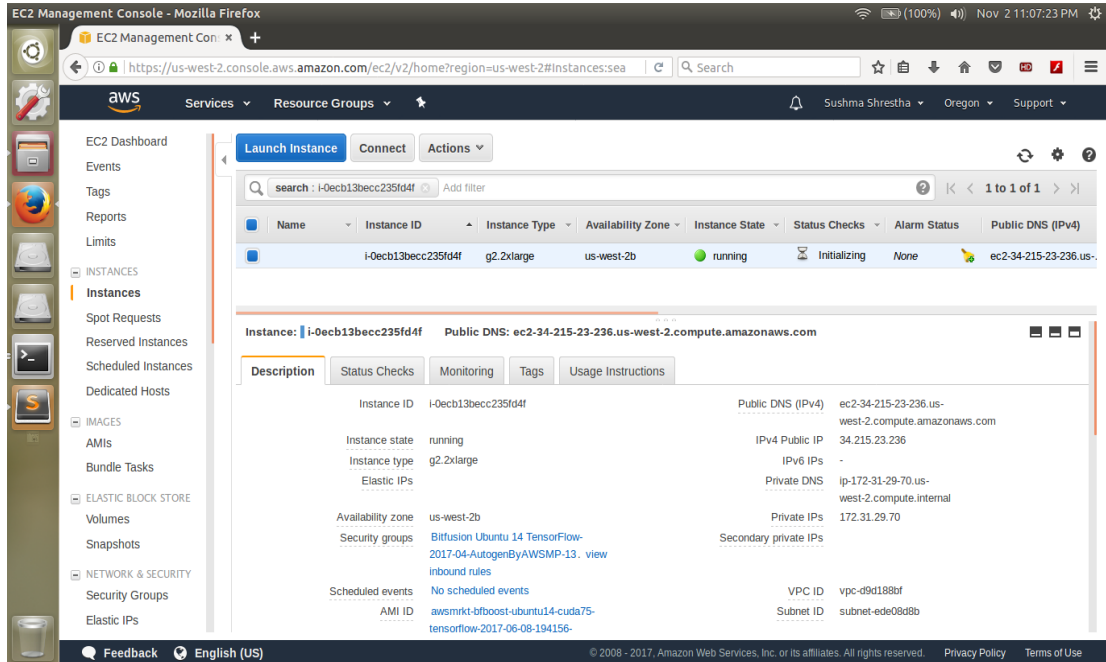 EC2 Management Console - Mozilla Firefox
(100%) Nov 2 11:07:23 PM
EC2 Management Con
https://us-west-2.console.aws.amazon.com/ec2/v2/home?region=us-west-2#Instances:sea
Search
HD
aws
Services
Resource Groups
Sushma Shrestha
Oregon
Support
EC2 Dashboard
Events
Tags
Reports
Limits
INSTANCES
Instances
Spot Requests
Reserved Instances
Scheduled Instances
Dedicated Hosts
IMAGES
AMIs
Bundle Tasks
ELASTIC BLOCK STORE
Volumes
Snapshots
NETWORK & SECURITY
Security Groups
Elastic IPs
Launch Instance Connect Actions
search : i-0ecb13becc235fd4f Add filter
1 to 1 of 1
Name Instance ID Instance Type Availability Zone Instance State Status Checks Alarm Status Public DNS (IPv4)
i-0ecb13becc235fd4f g2.2xlarge us-west-2b running Initializing None ec2-34-215-23-236.us-.
Instance: i-0ecb13becc235fd4f Public DNS: ec2-34-215-23-236.us-west-2.compute.amazonaws.com
Description Status Checks Monitoring Tags Usage Instructions
Instance ID i-0ecb13becc235fd4f
Instance state running
Instance type g2.2xlarge
Elastic IPs
Availability zone us-west-2b
Security groups Bitfusion Ubuntu 14 TensorFlow-
2017-04-AutogenByAWSMP-13. view
inbound rules
Scheduled events No scheduled events
AMI ID awsmrkt-bfboost-ubuntu14-cuda75-
tensorflow-2017-06-08-194156-
Public DNS (IPv4) ec2-34-215-23-236.us-
west-2.compute.amazonaws.com
IPv4 Public IP 34.215.23.236
IPv6 IPs -
Private DNS ip-172-31-29-70.us-
west-2.compute.internal
Private IPs 172.31.29.70
Secondary private IPs
VPC ID vpc-d9d188bf
Subnet ID subnet-ede08d8b
Feedback English (US)
© 2008 - 2017, Amazon Web Services, Inc. or its affiliates. All rights reserved. Privacy Policy Terms of Use